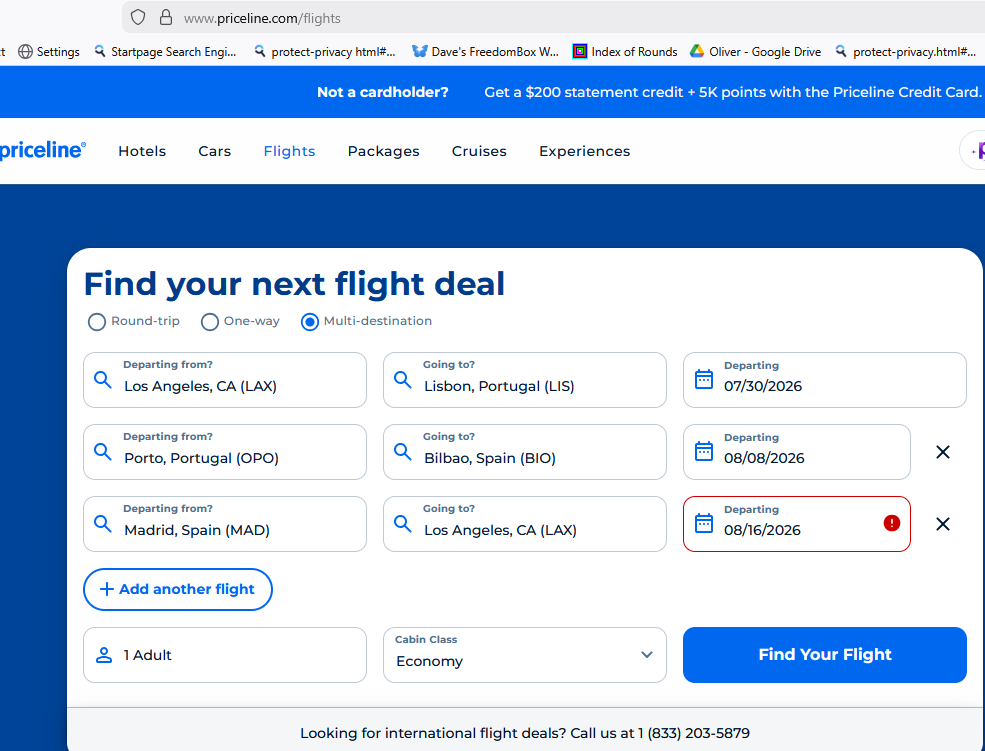 www.priceline.com/flights
Settings Startpage Search Engi... protect-privacy html#... Dave's FreedomBox W... Index of Rounds Oliver - Google Drive protect-privacy.html#...
Not a cardholder? Get a $200 statement credit + 5K points with the Priceline Credit Card.
priceline® Hotels Cars Flights Packages Cruises Experiences
Find your next flight deal
Round-trip One-way Multi-destination
Departing from? Going to? Departing
Los Angeles, CA (LAX) Lisbon, Portugal (LIS) 07/30/2026
Departing from? Going to? Departing
Porto, Portugal (OPO) Bilbao, Spain (BIO) 08/08/2026
Departing from? Going to? Departing
Madrid, Spain (MAD) Los Angeles, CA (LAX) 08/16/2026
+ Add another flight
Cabin Class
1 Adult Economy Find Your Flight
Looking for international flight deals? Call us at 1 (833) 203-5879